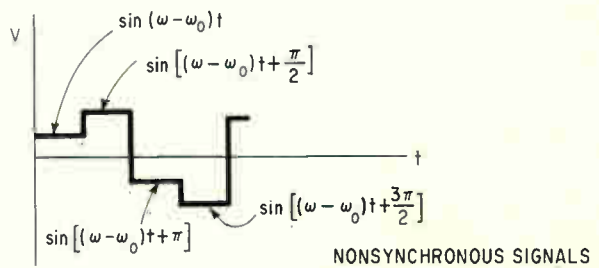 V
sin (ω-ω₀)t
sin [(ω-ω₀)t+π/2]
t
sin [(ω-ω₀)t+3π/2]
sin[(ω-ω₀)t+π]
NONSYNCHRONOUS SIGNALS